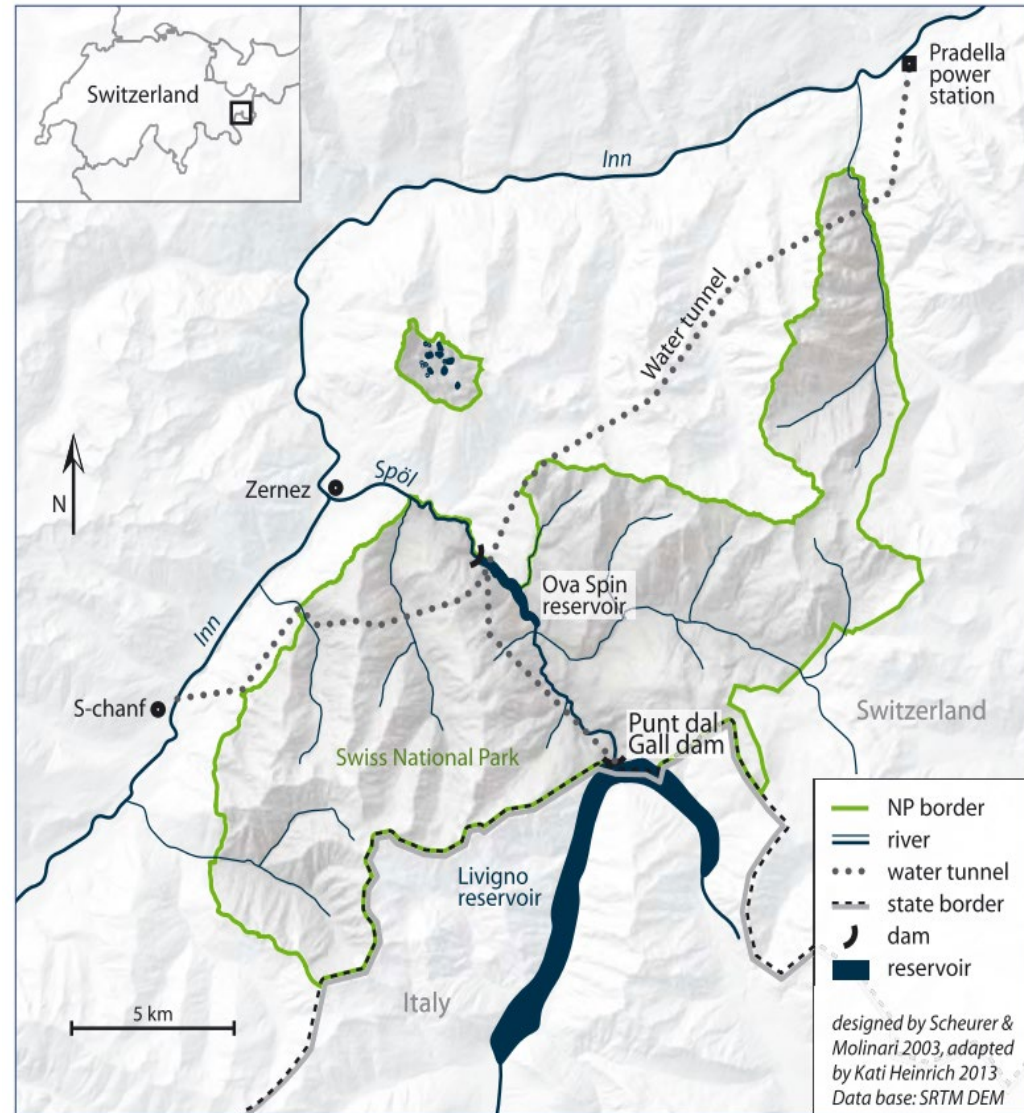 Switzerland
Pradella
power
station
Inn
Water tunnel
Zernez
Spöl
N
Ova Spin
reservoir
Inn
S-chanf
Switzerland
Punt dal
Gall dam
Swiss National Park
Livigno
reservoir
Italy
5 km
NP border
river
water tunnel
state border
dam
reservoir
designed by Scheurer &
Molinari 2003, adapted
by Kati Heinrich 2013
Data base: SRTM DEM